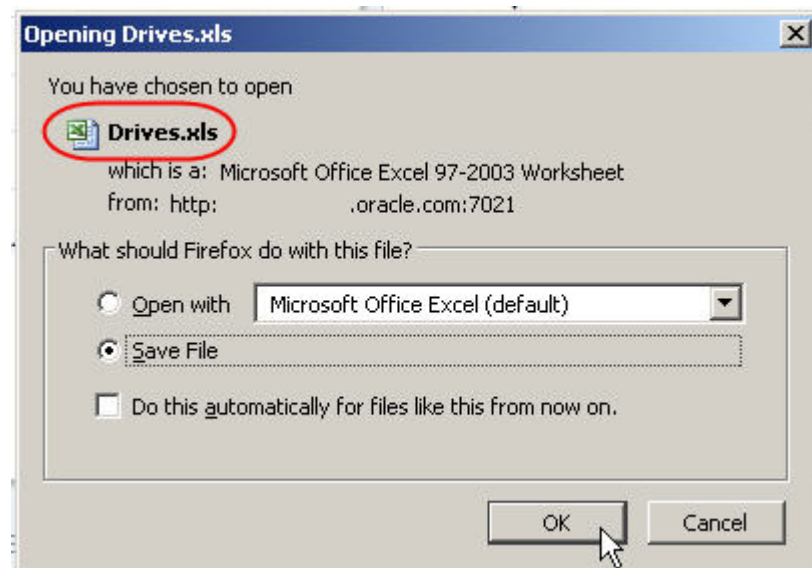 Opening Drives.xls
You have chosen to open
Drives.xls
which is a: Microsoft Office Excel 97-2003 Worksheet
from: http: .oracle.com:7021
What should Firefox do with this file?
Open with Microsoft Office Excel (default)
Save File
Do this automatically for files like this from now on.
OK Cancel